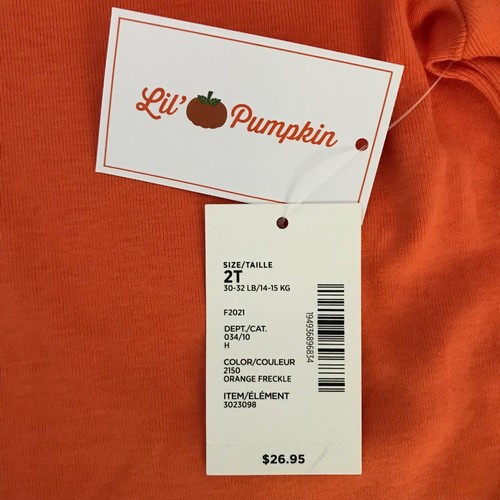 Lil' Pumpkin
SIZE/TAILLE
2T
30-32 LB/14-15 KG
F2021
DEPT./CAT.
034/10
H
COLOR/COULEUR
2150
ORANGE FRECKLE
ITEM/ÉLÉMENT
3023098
194936896834
$26.95